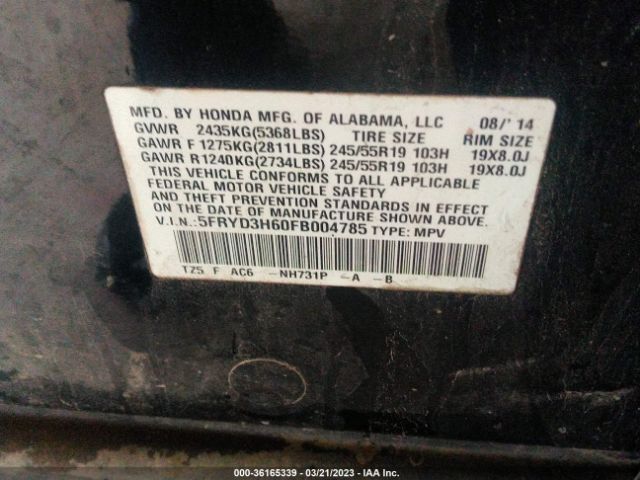 MFD. BY HONDA MFG. OF ALABAMA, LLC 08/'14
GVWR 2435KG(5368LBS) TIRE SIZE RIM SIZE
GAWR F 1275KG(2811LBS) 245/55R19 103H 19X8.0J
GAWR R1240KG(2734LBS) 245/55R19 103H 19X8.0J
THIS VEHICLE CONFORMS TO ALL APPLICABLE
FEDERAL MOTOR VEHICLE SAFETY
AND THEFT PREVENTION STANDARDS IN EFFECT
ON THE DATE OF MANUFACTURE SHOWN ABOVE.
V.I.N.: 5FRYD3H60FB004785 TYPE: MPV
TZ5 F AC6 -NH731P -A -B
000-36165339 - 03/21/2023 - IAA Inc.